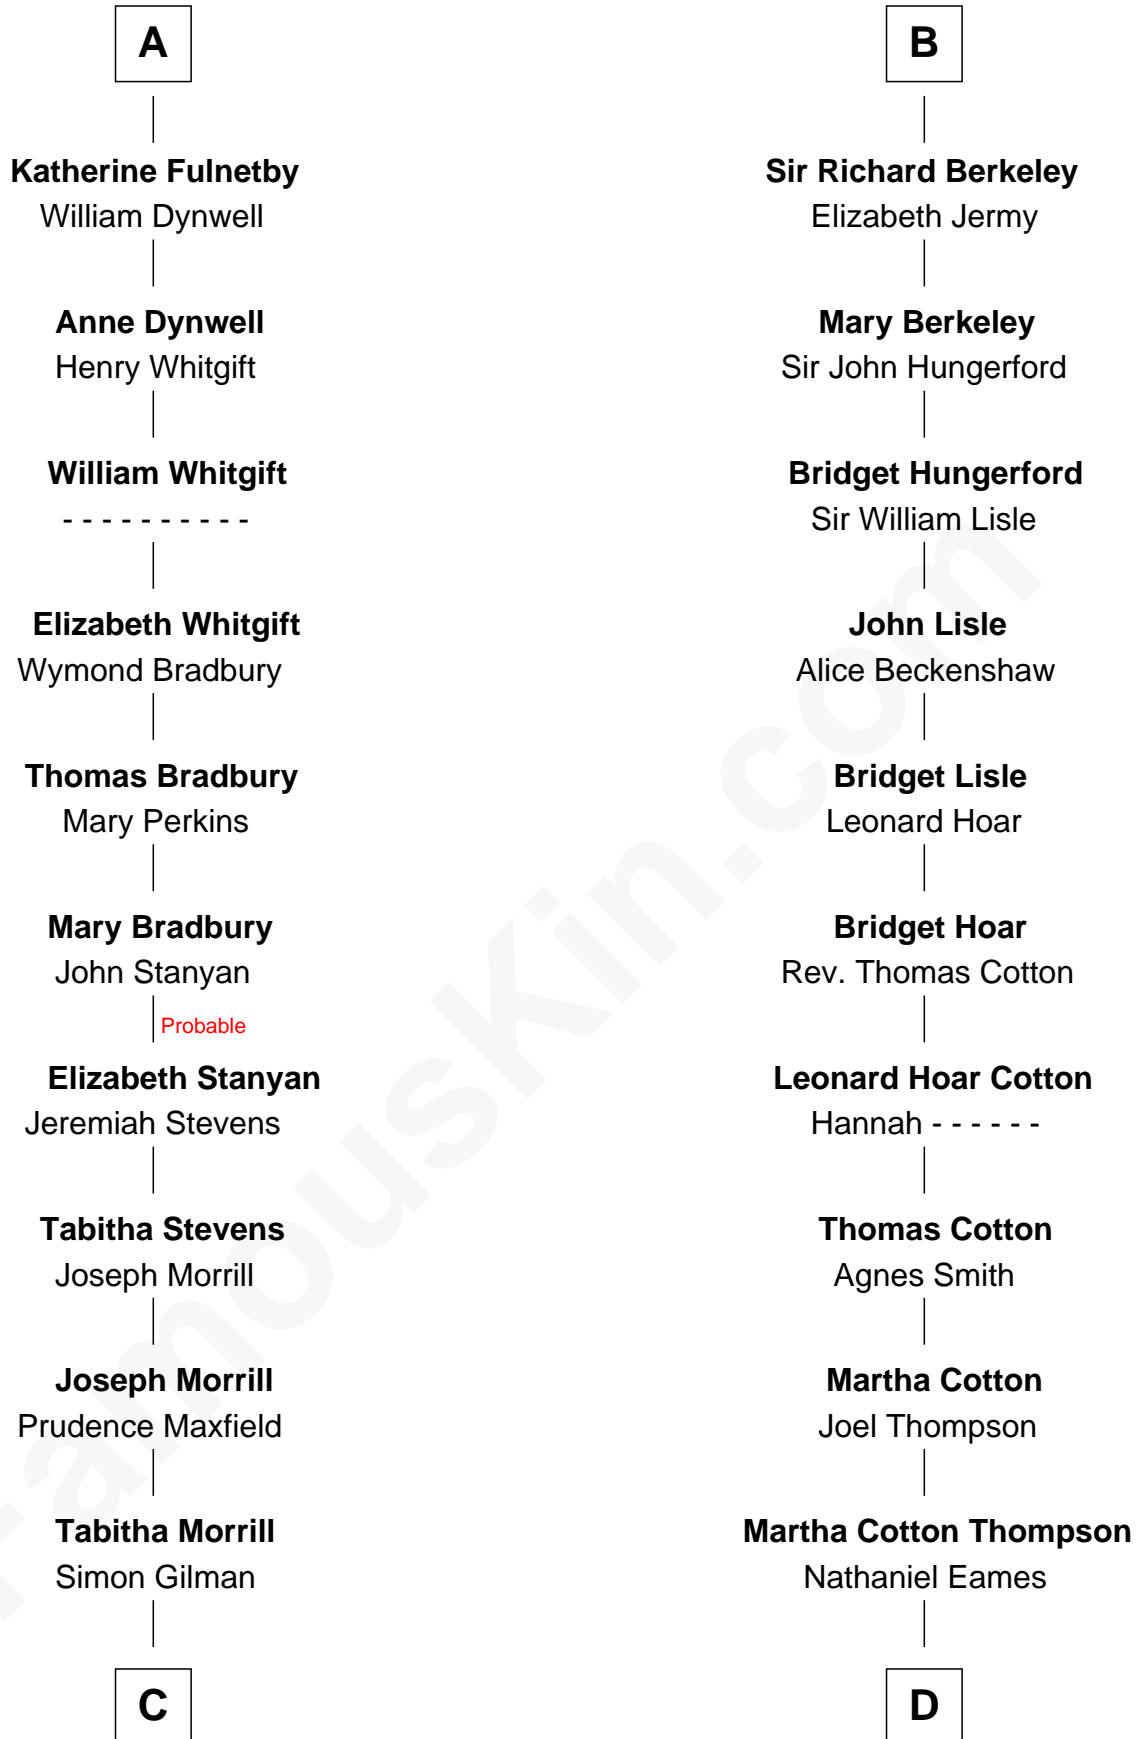 A
Katherine Fulnetby
William Dynwell
Anne Dynwell
Henry Whitgift
William Whitgift
- - - - - - - - - -
Elizabeth Whitgift
Wymond Bradbury
Thomas Bradbury
Mary Perkins
Mary Bradbury
John Stanyan
Probable
Elizabeth Stanyan
Jeremiah Stevens
Tabitha Stevens
Joseph Morrill
Joseph Morrill
Prudence Maxfield
Tabitha Morrill
Simon Gilman
C
B
Sir Richard Berkeley
Elizabeth Jermy
Mary Berkeley
Sir John Hungerford
Bridget Hungerford
Sir William Lisle
John Lisle
Alice Beckenshaw
Bridget Lisle
Leonard Hoar
Bridget Hoar
Rev. Thomas Cotton
Leonard Hoar Cotton
Hannah - - - - - -
Thomas Cotton
Agnes Smith
Martha Cotton
Joel Thompson
Martha Cotton Thompson
Nathaniel Eames
D
FamousKin.com